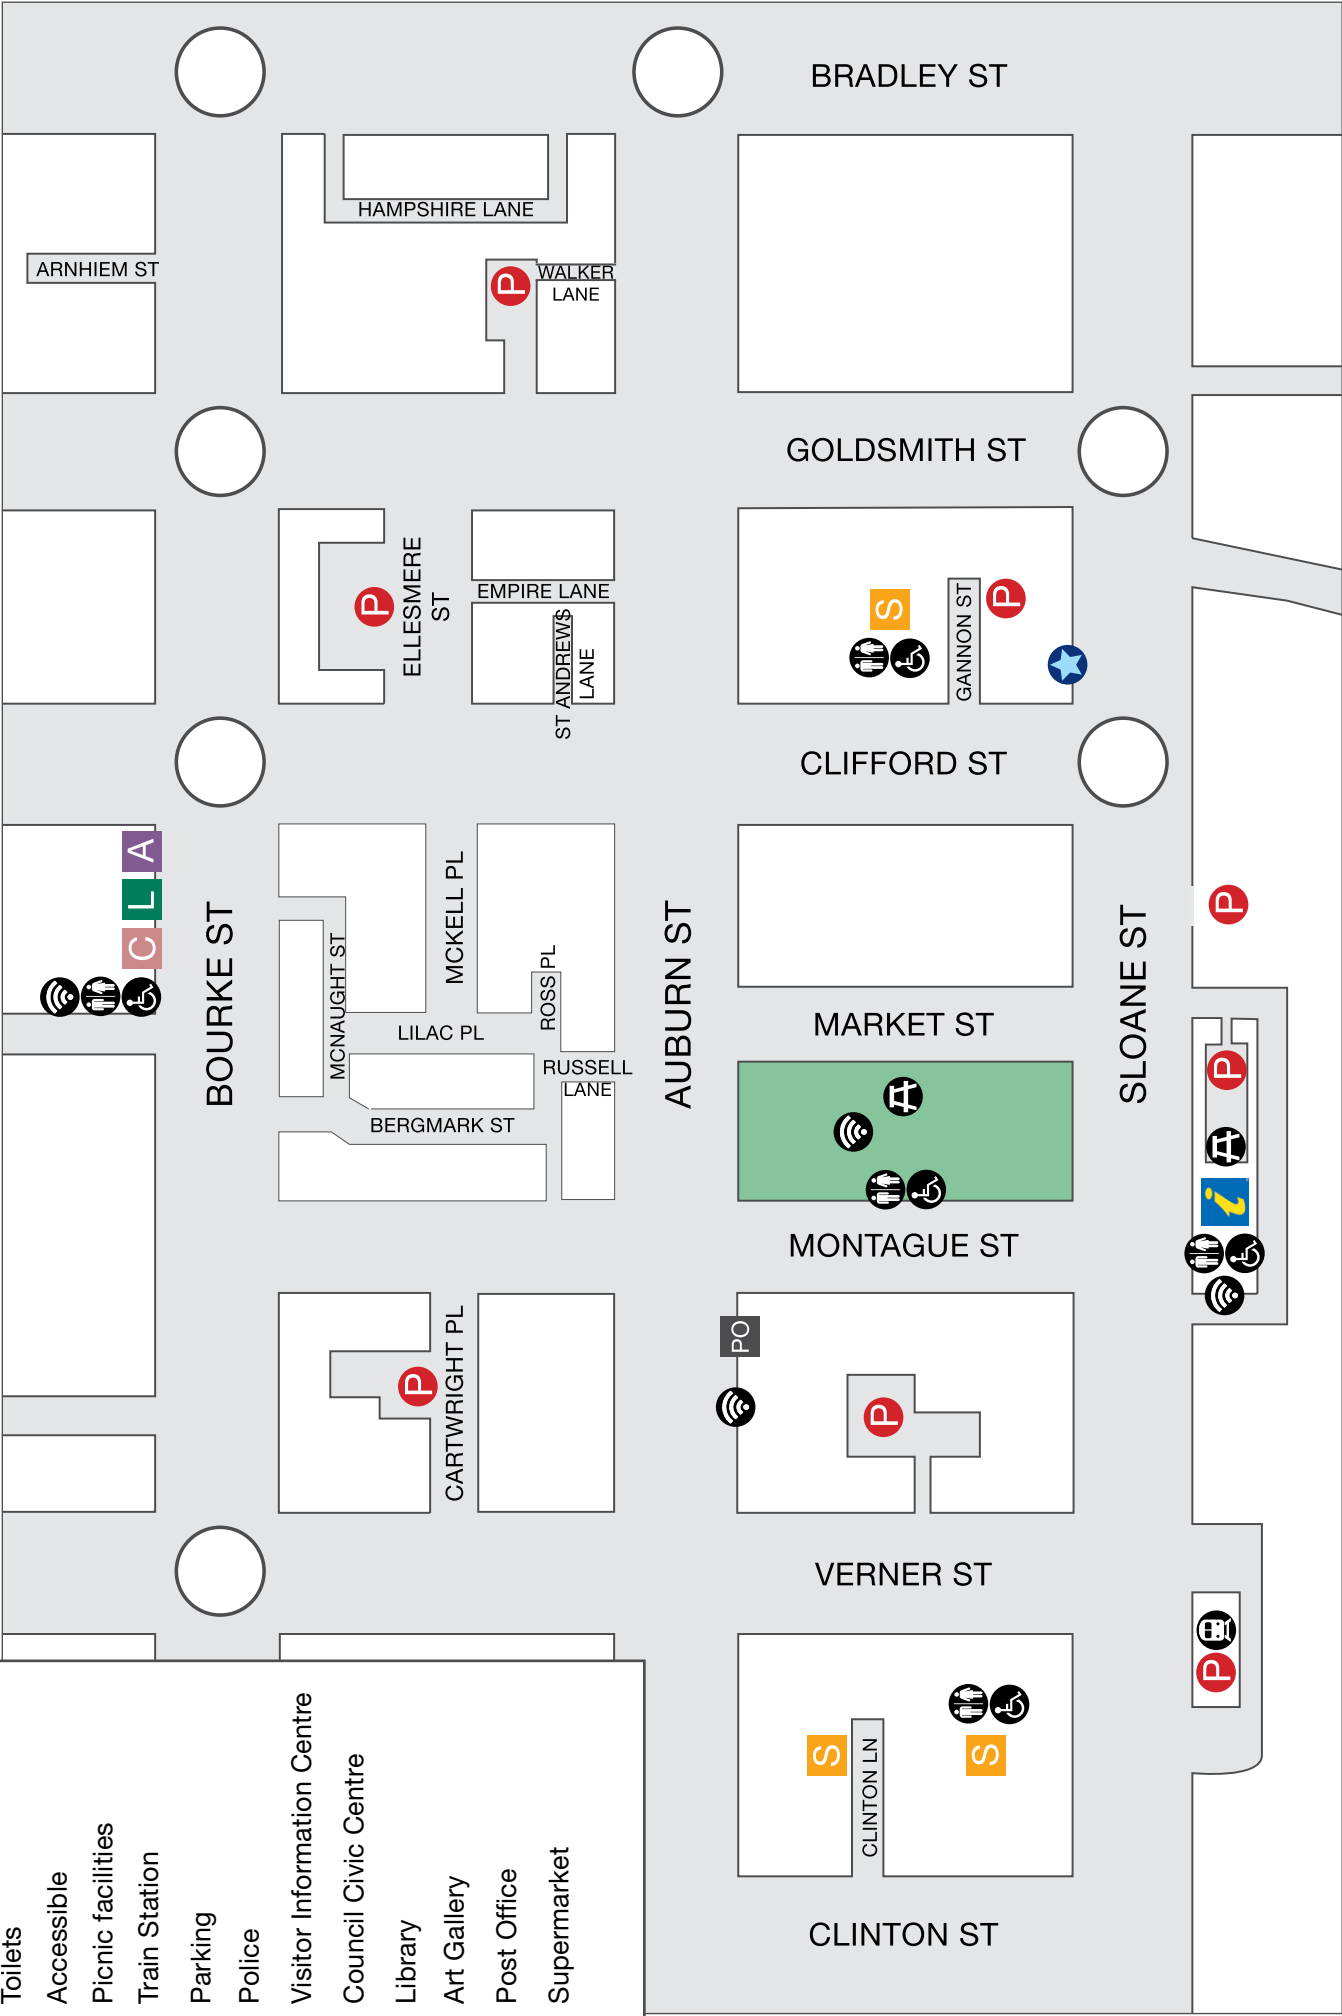 BRADLEY ST
HAMPSHIRE LANE
ARNHIEM ST
WALKER
LANE
P
GOLDSMITH ST
ELLESMERE
ST
P
EMPIRE LANE
ST ANDREWS
LANE
S
GANNON ST
P
CLIFFORD ST
A
L
C
BOURKE ST
MCNAUGHT ST
MCKELL PL
LILAC PL
ROSS PL
RUSSELL
LANE
BERGMARK ST
AUBURN ST
MARKET ST
SLOANE ST
P
P
i
MONTAGUE ST
CARTWRIGHT PL
P
PO
P
VERNER ST
P
S
CLINTON LN
S
CLINTON ST
Toilets
Accessible
Picnic facilities
Train Station
Parking
Police
Visitor Information Centre
Council Civic Centre
Library
Art Gallery
Post Office
Supermarket